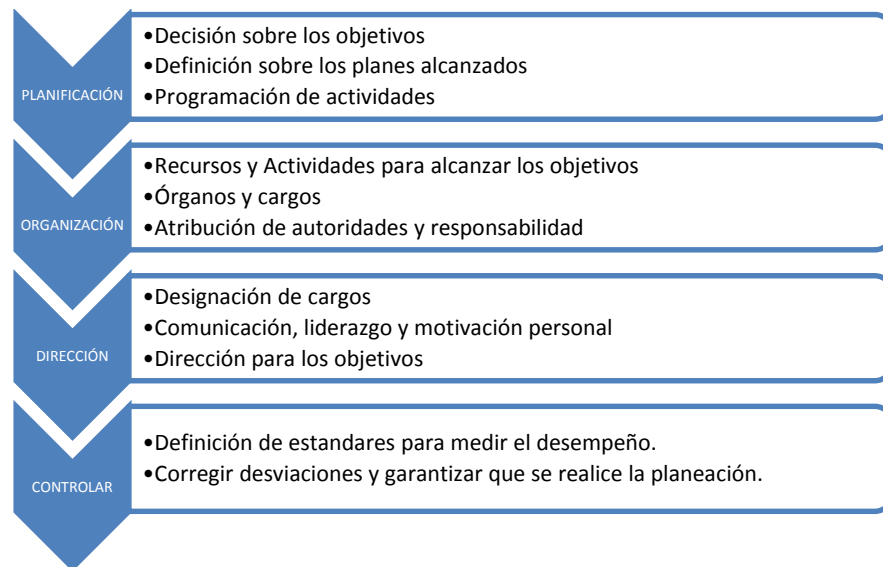 PLANIFICACIÓN
•Decisión sobre los objetivos
•Definición sobre los planes alcanzados
•Programación de actividades
ORGANIZACIÓN
•Recursos y Actividades para alcanzar los objetivos
•Órganos y cargos
•Atribución de autoridades y responsabilidad
DIRECCIÓN
•Designación de cargos
•Comunicación, liderazgo y motivación personal
•Dirección para los objetivos
CONTROLAR
•Definición de estandares para medir el desempeño.
•Corregir desviaciones y garantizar que se realice la planeación.